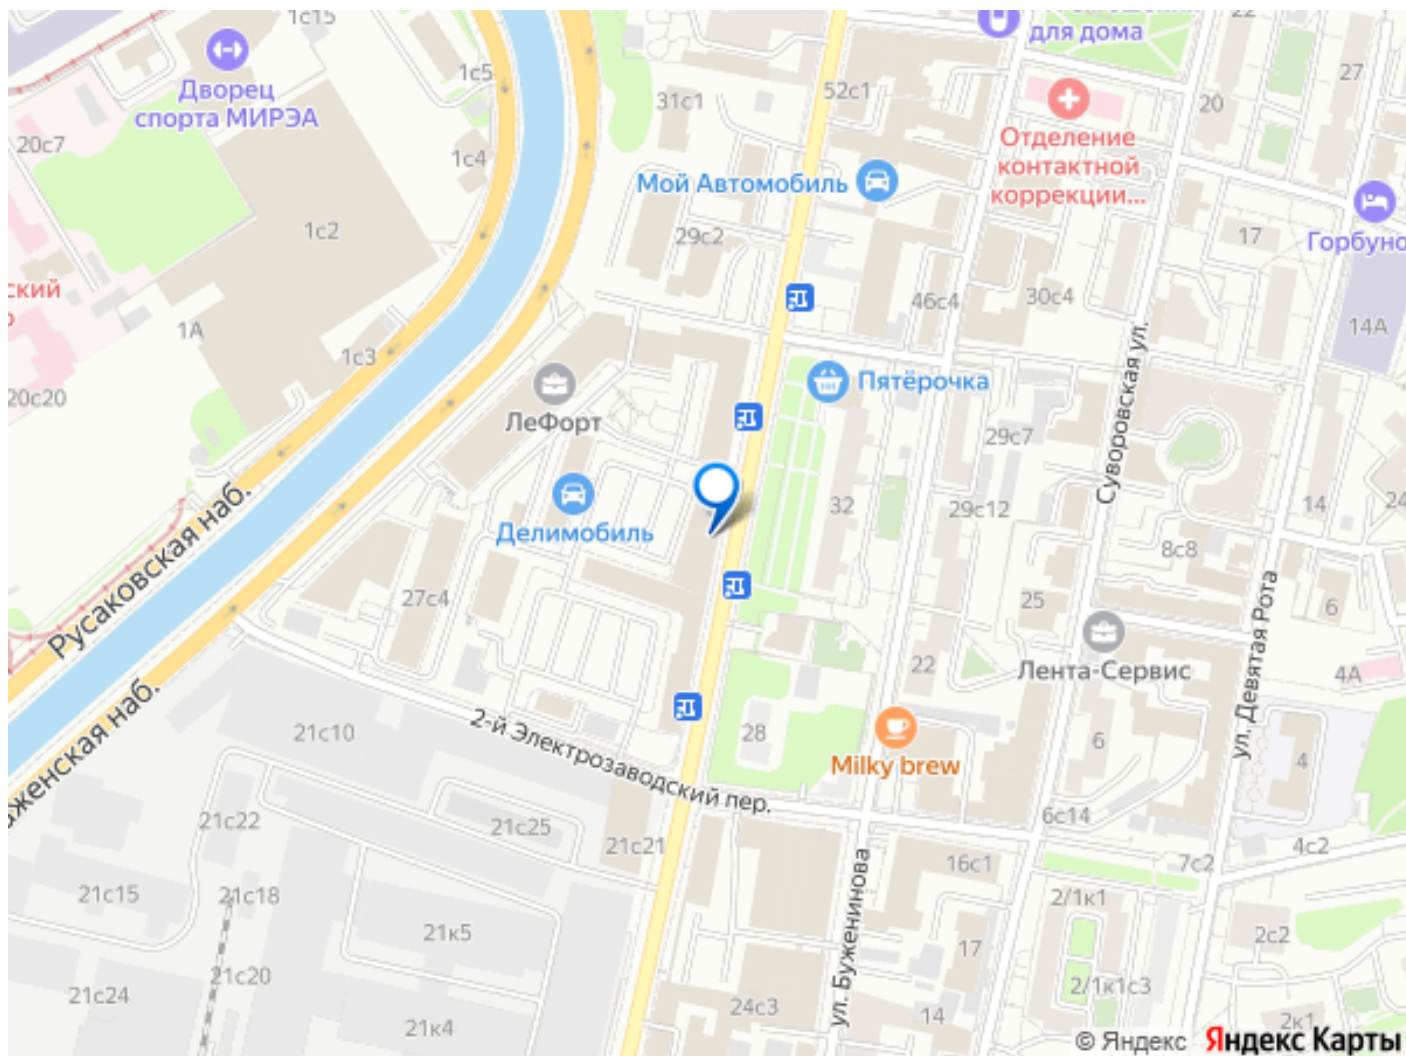 1с15
для дома
22
Дворец
спорта МИРЭА
1с5
31с1
52с1
27
20
20с7
1с4
Отделение
контактной
коррекции...
Мой Автомобиль
1с2
29с2
17
Горбуно
ский
о
1А
46с4
30с4
14А
1с3
20с20
Пятёрочка
ЛеФорт
29с7
Суворовская ул.
Делимобиль
32
29с12
14
24
8с8
Русаковская наб.
27с4
25
6
ул. Девятая Рота
22
Лента-Сервис
4А
женская наб.
2-й Электрозаводский пер.
21с10
28
6
4
Milky brew
21с22
21с25
21с21
6с14
4с2
16с1
7с2
21с15
21с18
ул. Буженинова
2/1к1
21к5
17
2с2
21с20
21с24
2/1к1с3
24с3
14
21к4
2к1
© Яндекс Яндекс Карты